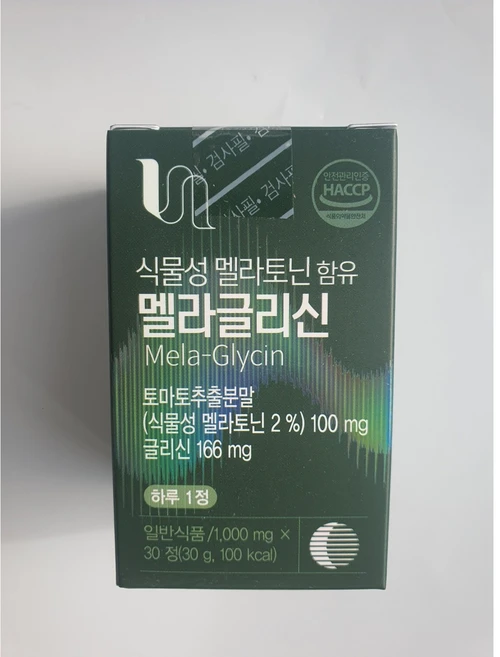 검사필
검사필
안전관리인증
HACCP
식품의약품안전처
식물성 멜라토닌 함유
멜라글리신
Mela-Glycin
토마토추출분말
(식물성 멜라토닌 2 %) 100 mg
글리신 166 mg
하루 1정
일반식품 /1,000 mg ×
30 정(30 g, 100 kcal)